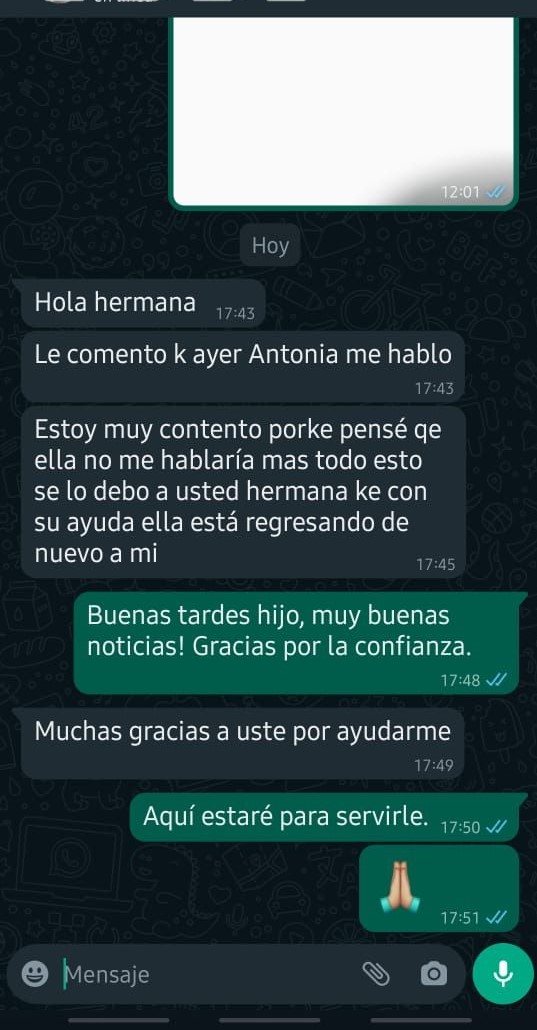 12:01
Hoy
Hola hermana 17:43
Le comento k ayer Antonia me hablo
17:43
Estoy muy contento porke pensé qe
ella no me hablaría mas todo esto
se lo debo a usted hermana ke con
su ayuda ella está regresando de
nuevo a mi
17:45
Buenas tardes hijo, muy buenas
noticias! Gracias por la confianza.
17:48
Muchas gracias a uste por ayudarme
17:49
Aquí estaré para servirle. 17:50
17:51
Mensaje